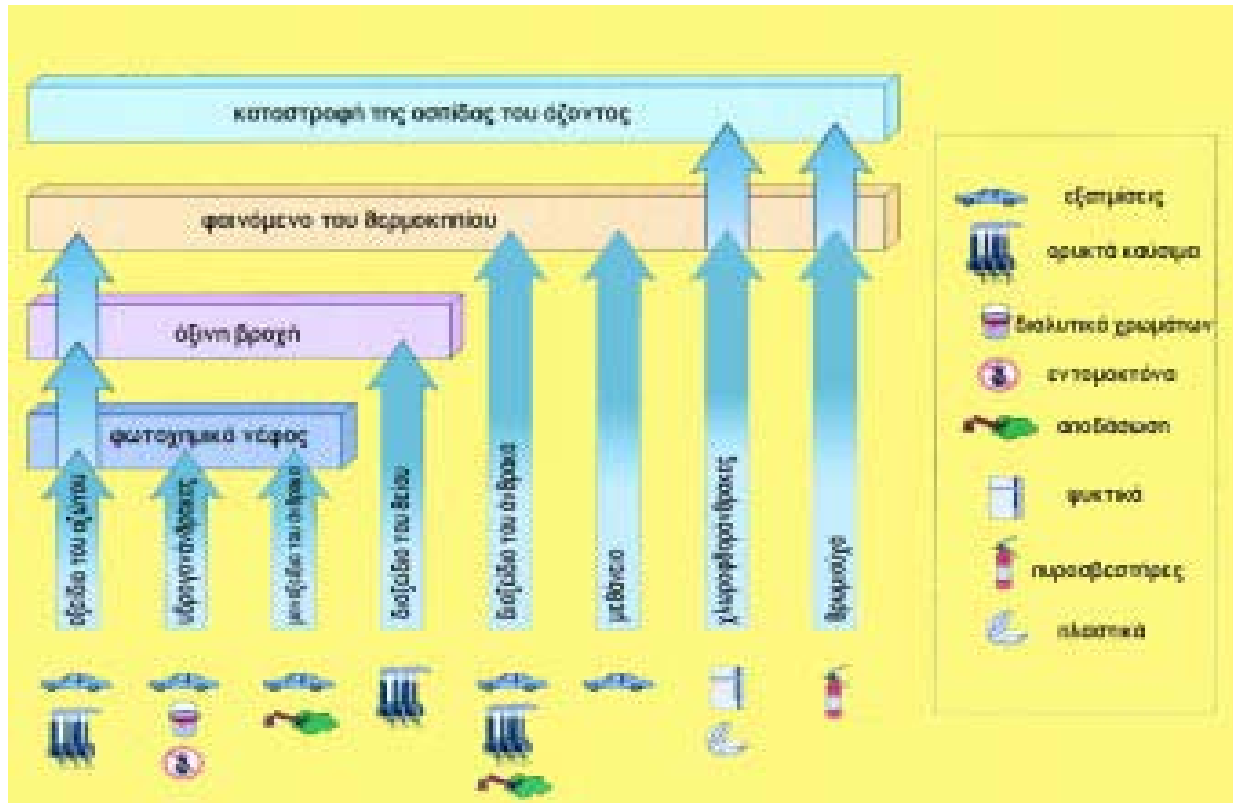 καταστροφή της ασπίδας του όζοντος
φαινόμενο του θερμοκηπίου
όξινη βροχή
φωτοχημικό νέφος
οξείδια του αζώτου
υδρογονάνθρακες
μονοξείδιο του άνθρακα
διοξείδιο του θείου
διοξείδιο του άνθρακα
μεθάνιο
χλωροφθοράνθρακες
εξατμίσεις
ορυκτά καύσιμα
διαλυτικά χρωμάτων
εντομοκτόνα
αποδάσωση
ψυκτικά
πυροσβεστήρες
πλαστικά